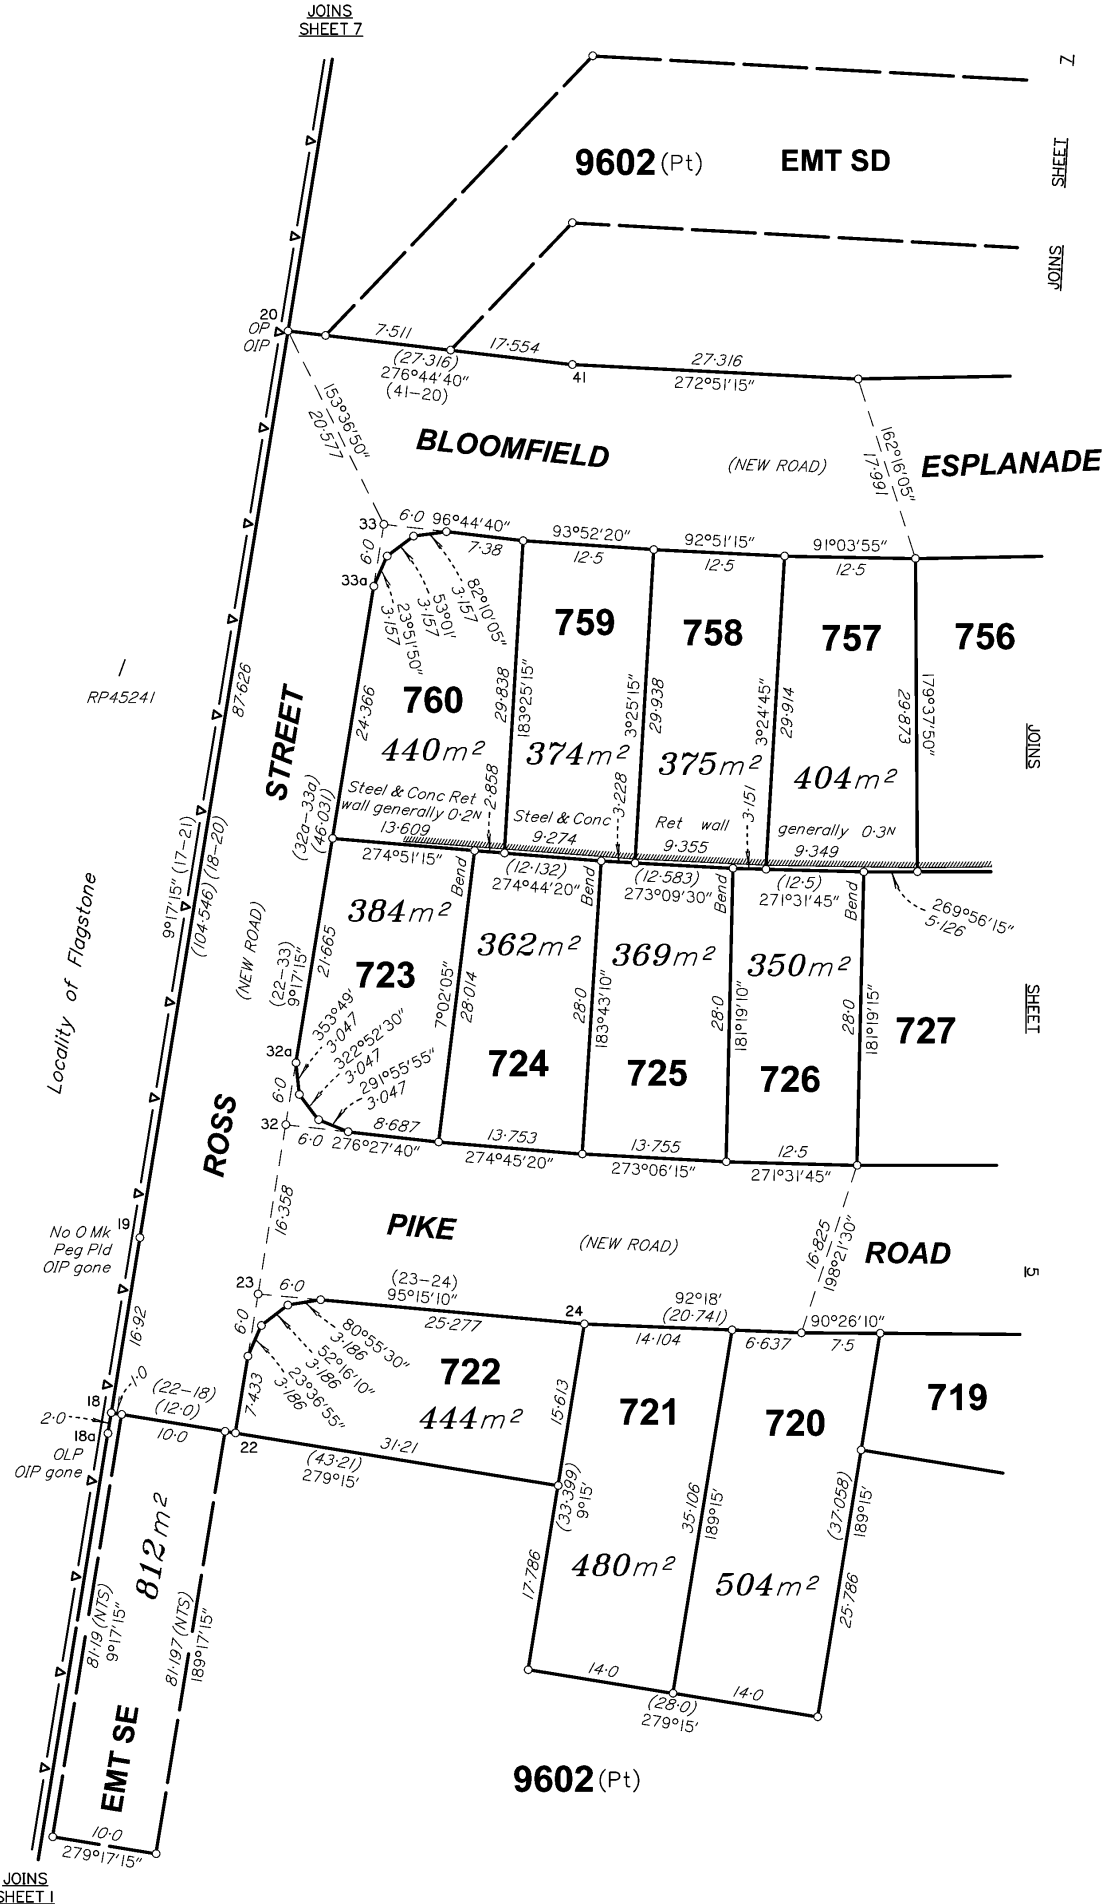 JOINS
SHEET 7
7
SHEET
JOINS
9602 (Pt)
EMT SD
20
OP
OIP
7·511
(27·316)
276°44'40"
(41-20)
17·554
41
27·316
272°51'15"
153°36'50"
20·577
BLOOMFIELD
(NEW ROAD)
ESPLANADE
162°16'05"
17·991
33
6·0
96°44'40"
7·38
93°52'20"
12·5
92°51'15"
12·5
91°03'55"
12·5
6·0
33a
82°10'05"
3·157
53°01'
3·157
23°51'50"
3·157
759
758
757
756
RP45241
87·626
24·366
760
440m²
29·838
183°25'15"
374m²
3°25'15"
29·938
375m²
3°24'45"
29·914
404m²
29·873
179°37'50"
JOINS
STREET
(32a-33a)
(46·031)
Steel & Conc Ret
wall generally 0·2N
2·858
13·609
274°51'15"
Bend
Steel & Conc
9·274
(12·132)
274°44'20"
3·228
Bend
Ret wall
9·355
(12·583)
273°09'30"
3·151
Bend
generally 0·3N
9·349
(12·5)
271°31'45"
Bend
269°56'15"
5·126
9°17'15" (17-21)
(104·546) (18-20)
Locality of Flagstone
(NEW ROAD)
(22-33)
9°17'15"
21·665
384m²
723
7°02'05"
28·014
362m²
724
28·0
183°43'10"
369m²
725
28·0
181°19'10"
350m²
726
28·0
181°19'15"
727
SHEET
353°49'
3·047
322°52'30"
3·047
291°55'55"
3·047
32a
6·0
32
6·0
8·687
276°27'40"
13·753
274°45'20"
13·755
273°06'15"
12·5
271°31'45"
ROSS
16·358
PIKE
(NEW ROAD)
ROAD
16·825
198°21'30"
5
19
No O Mk
Peg Pld
OIP gone
16·92
23
6·0
(23-24)
95°15'10"
25·277
24
92°18'
(20·741)
14·104
6·637
90°26'10"
7·5
6·0
80°55'30"
3·186
52°16'10"
3·186
23°36'55"
3·186
722
444m²
15·613
721
720
719
18
1·0
2·0
18a
OLP
OIP gone
(22-18)
(12·0)
10·0
7·433
22
31·21
(43·21)
279°15'
(33·399)
9°15'
17·786
480m²
35·106
189°15'
504m²
(37·058)
189°15'
25·786
812m²
81·19 (NTS)
9°17'15"
81·197 (NTS)
189°17'15"
EMT SE
14·0
(28·0)
279°15'
14·0
9602 (Pt)
10·0
279°17'15"
JOINS
SHEET 1